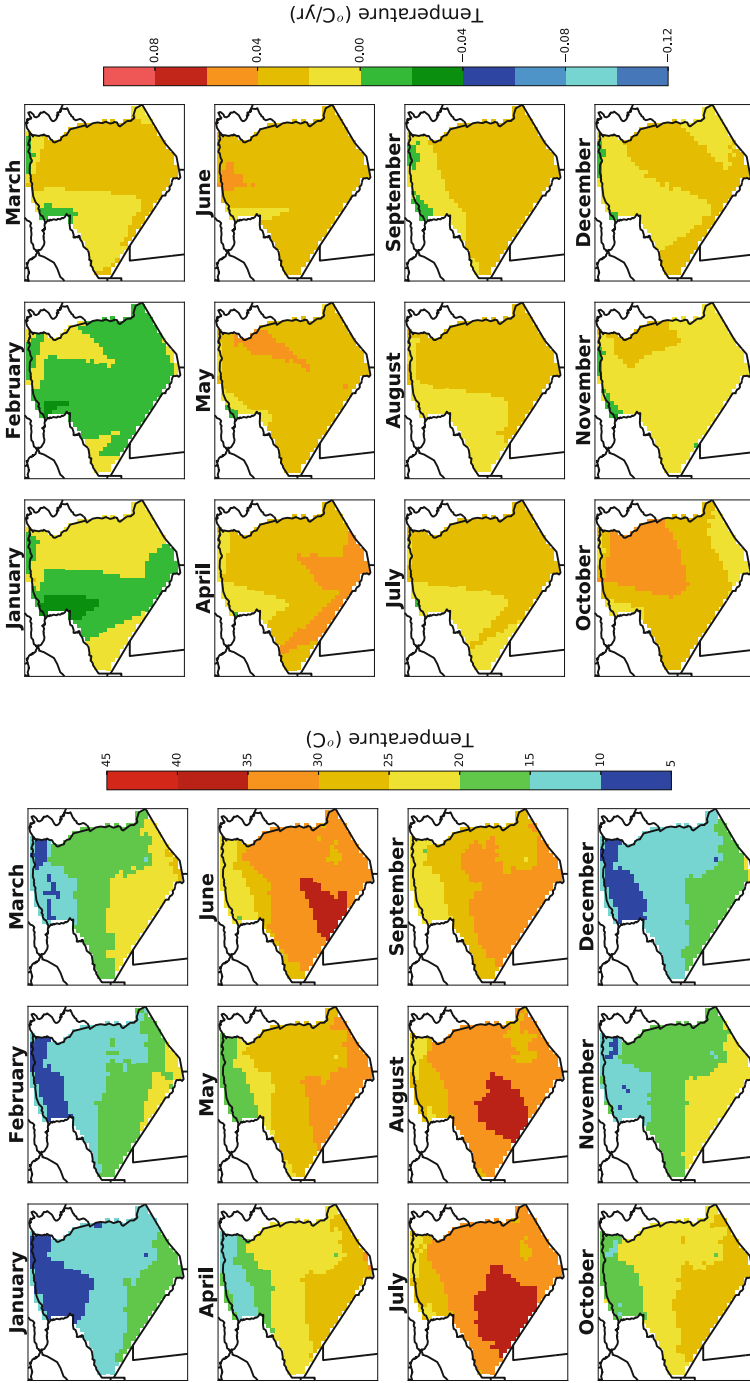 January February March
April May June
July August September
October November December
45
40
35
30
25
20
15
10
5
Temperature (°C)
January February March
April May June
July August September
October November December
0.08
0.04
0.00
−0.04
−0.08
−0.12
Temperature (°C/yr)